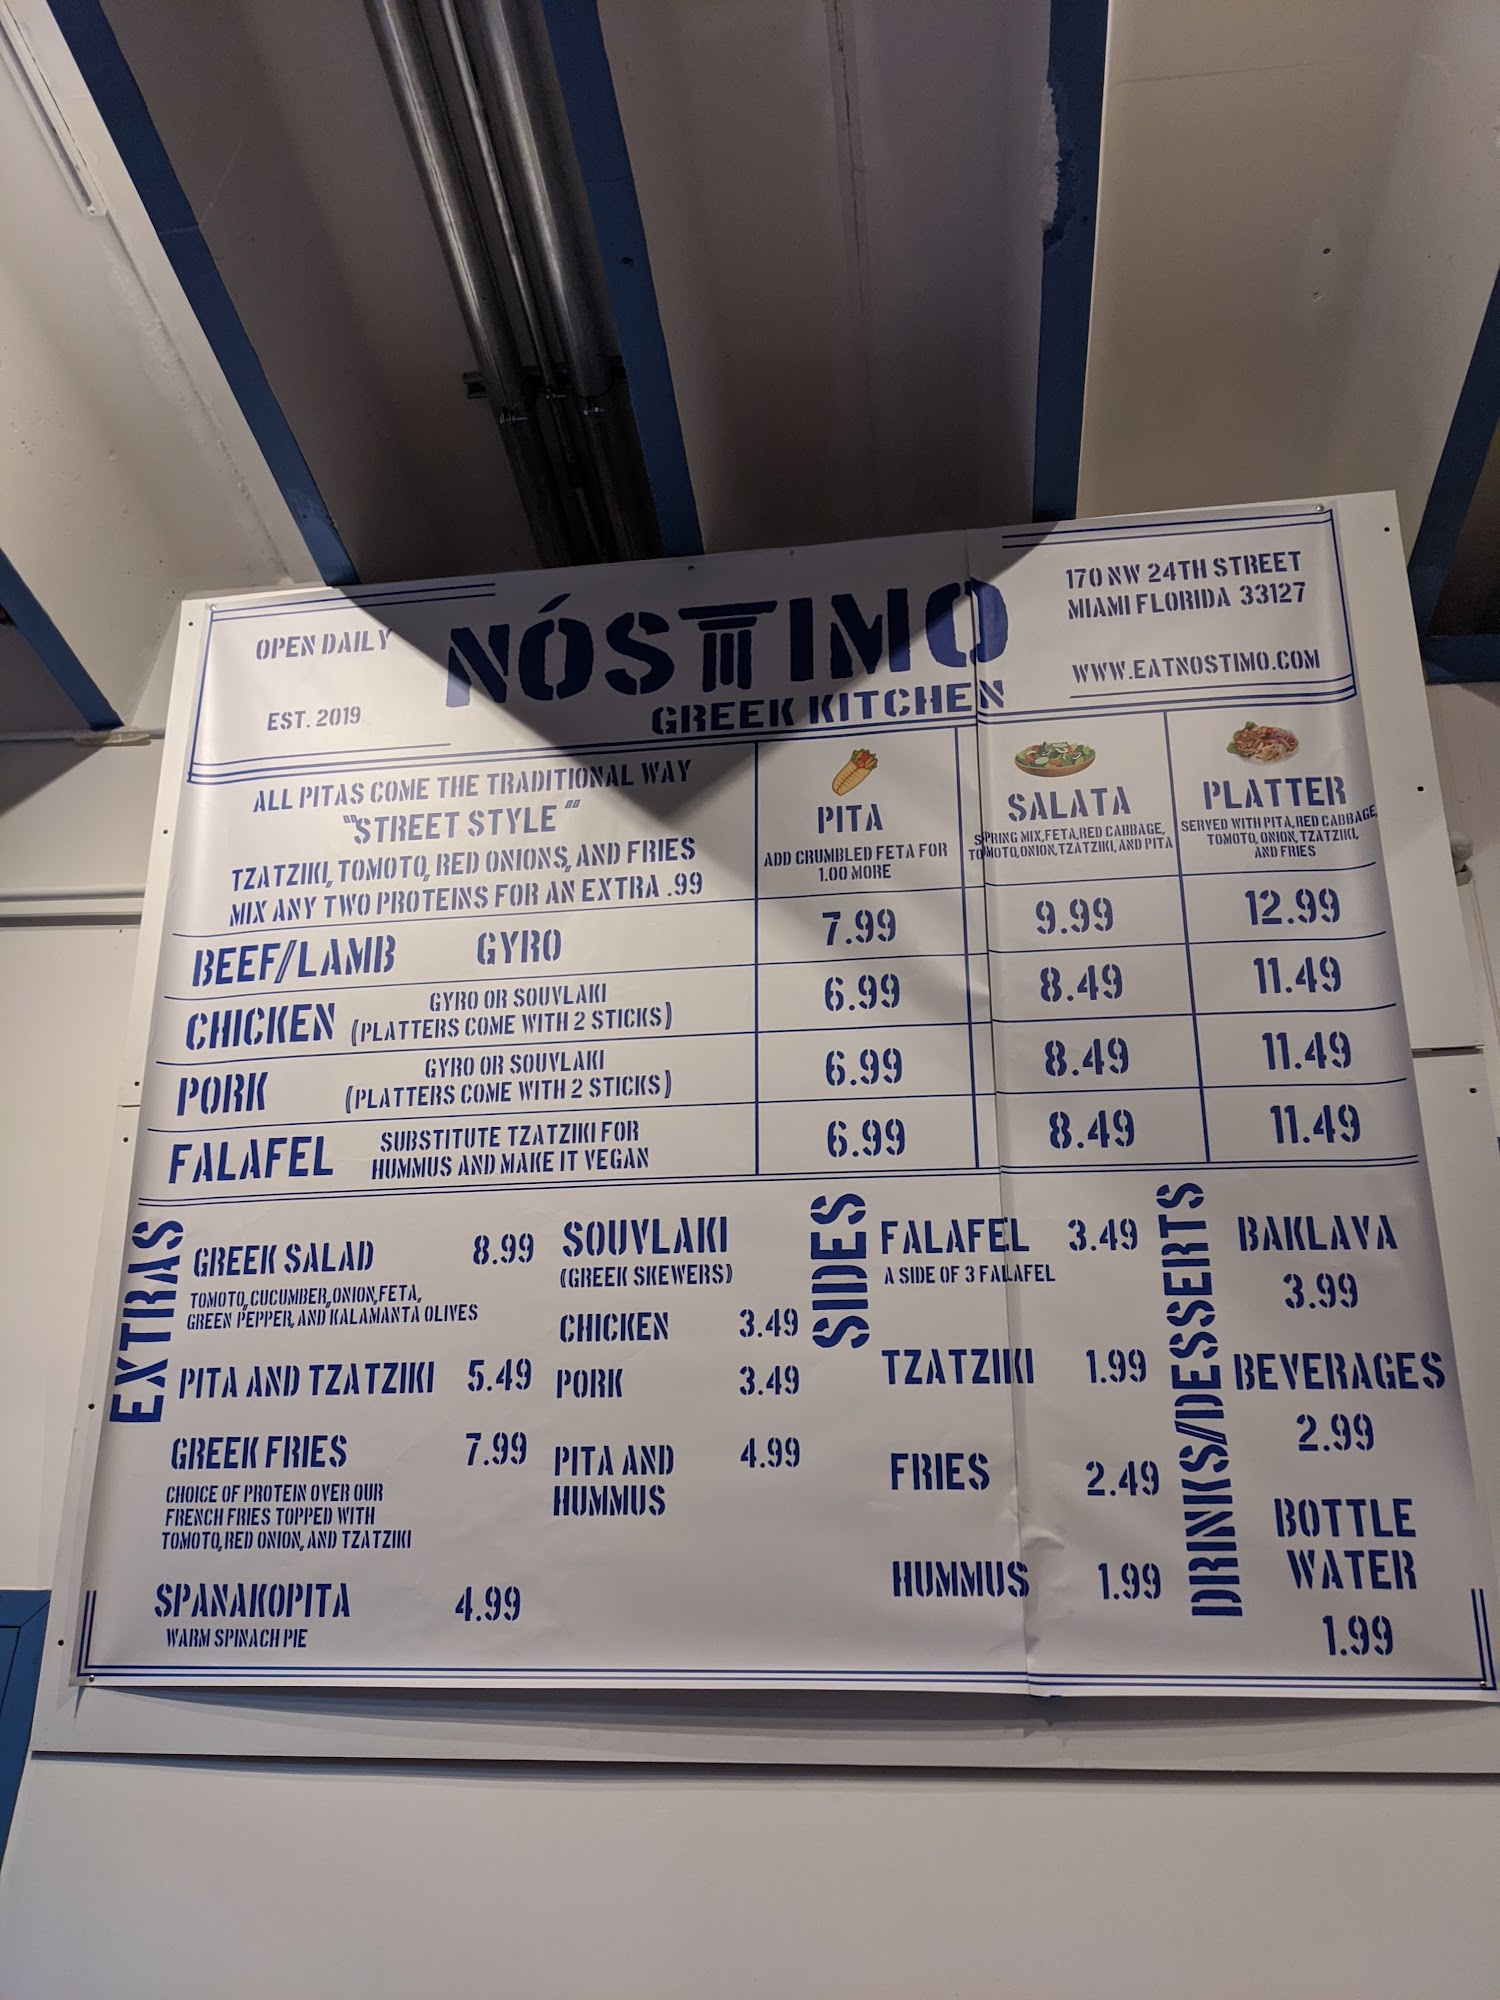 OPEN DAILY
EST. 2019
NÓSTIMO
GREEK KITCHEN
170 NW 24TH STREET
MIAMI FLORIDA 33127
WWW.EATNOSTIMO.COM
ALL PITAS COME THE TRADITIONAL WAY
"STREET STYLE"
TZATZIKI, TOMOTO, RED ONIONS, AND FRIES
MIX ANY TWO PROTEINS FOR AN EXTRA .99
PITA
ADD CRUMBLED FETA FOR
1.00 MORE
SALATA
SPRING MIX, FETA, RED CABBAGE,
TOMOTO, ONION, TZATZIKI, AND PITA
PLATTER
SERVED WITH PITA, RED CABBAGE,
TOMOTO, ONION, TZATZIKI,
AND FRIES
BEEF/LAMB GYRO 7.99 9.99 12.99
CHICKEN GYRO OR SOUVLAKI
(PLATTERS COME WITH 2 STICKS)
6.99 8.49 11.49
PORK GYRO OR SOUVLAKI
(PLATTERS COME WITH 2 STICKS)
6.99 8.49 11.49
FALAFEL SUBSTITUTE TZATZIKI FOR
HUMMUS AND MAKE IT VEGAN
6.99 8.49 11.49
EXTRAS
GREEK SALAD 8.99
TOMOTO, CUCUMBER, ONION, FETA,
GREEN PEPPER, AND KALAMANTA OLIVES
PITA AND TZATZIKI 5.49
GREEK FRIES 7.99
CHOICE OF PROTEIN OVER OUR
FRENCH FRIES TOPPED WITH
TOMOTO, RED ONION, AND TZATZIKI
SPANAKOPITA 4.99
WARM SPINACH PIE
SOUVLAKI
(GREEK SKEWERS)
CHICKEN 3.49
PORK 3.49
PITA AND 4.99
HUMMUS
SIDES
FALAFEL 3.49
A SIDE OF 3 FALAFEL
TZATZIKI 1.99
FRIES 2.49
HUMMUS 1.99
DRINKS//DESSERTS
BAKLAVA
3.99
BEVERAGES
2.99
BOTTLE
WATER
1.99